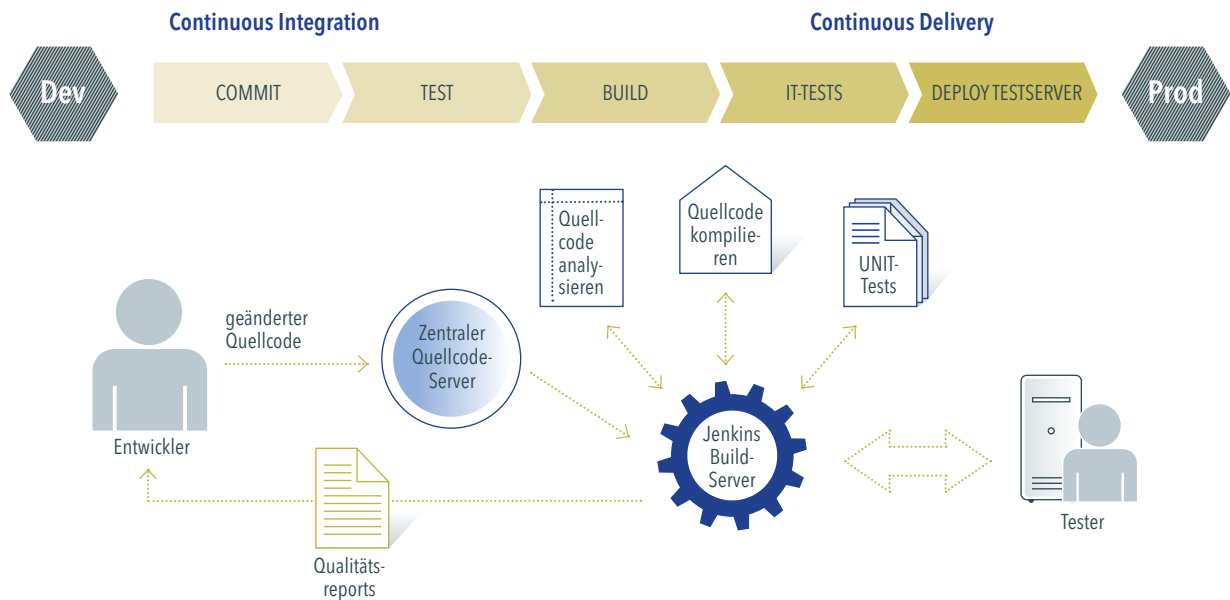 Continuous Integration
Continuous Delivery
Dev
COMMIT
TEST
BUILD
IT-TESTS
DEPLOY TESTSERVER
Prod
Quell-
code
analy-
sieren
Quellcode
kompilie-
ren
UNIT-
Tests
geänderter
Quellcode
Zentraler
Quellcode-
Server
Entwickler
Jenkins
Build-
Server
Tester
Qualitäts-
reports